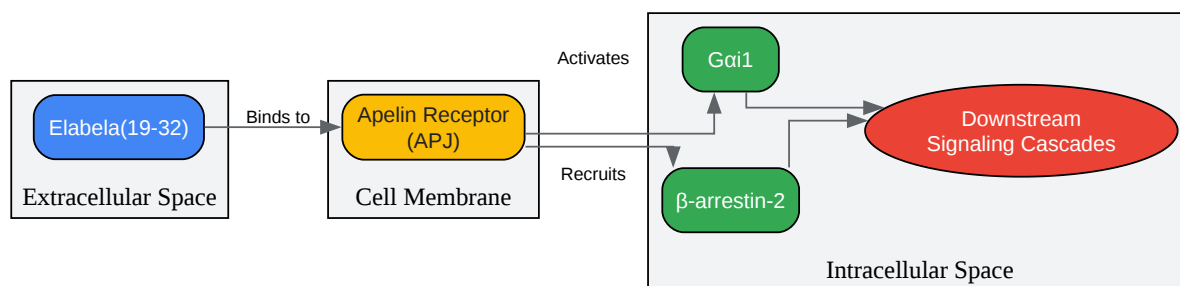 Elabela(19-32)
Extracellular Space
Binds to
Apelin Receptor
(APJ)
Cell Membrane
Activates
Recruits
Gαi1
β-arrestin-2
Downstream
Signaling Cascades
Intracellular Space